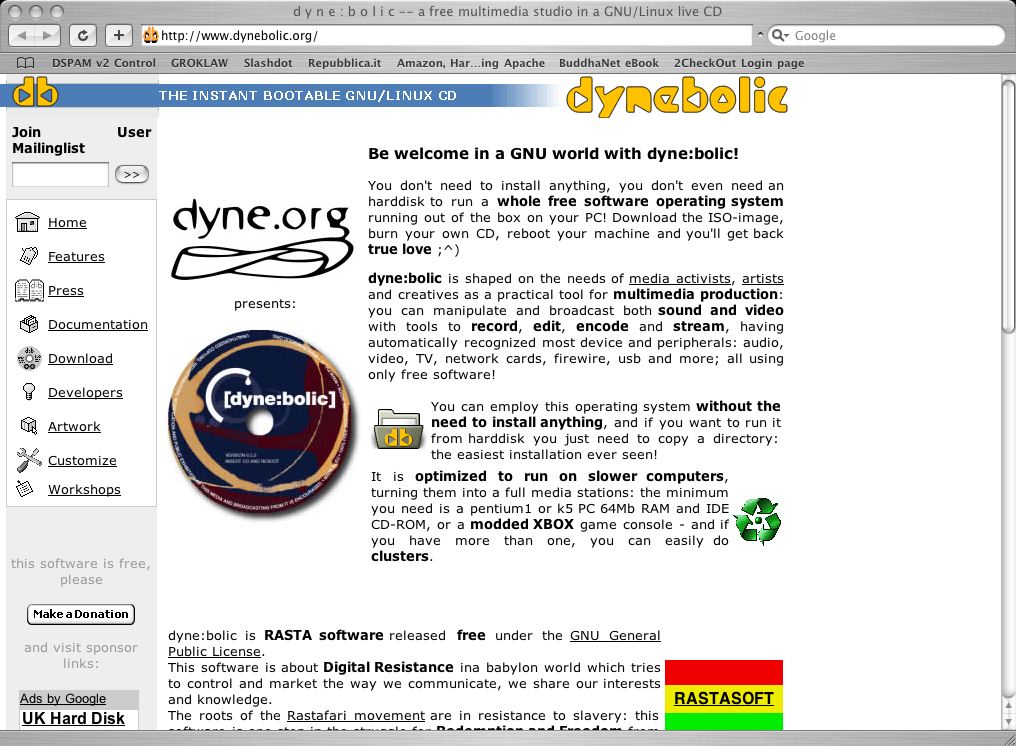 d y n e : b o l i c -- a free multimedia studio in a GNU/Linux live CD
http://www.dynebolic.org/
Google
DSPAM v2 Control GROKLAW Slashdot Repubblica.it Amazon, Har...ing Apache BuddhaNet eBook 2CheckOut Login page
THE INSTANT BOOTABLE GNU/LINUX CD
dynebolic
Join User
Mailinglist
>>
Home
Features
Press
Documentation
Download
Developers
Artwork
Customize
Workshops
this software is free,
please
Make a Donation
and visit sponsor
links:
Ads by Google
UK Hard Disk
dyne.org
presents:
[dyne:bolic]
INSERT CD AND REBOOT
Be welcome in a GNU world with dyne:bolic!
You don't need to install anything, you don't even need an
harddisk to run a whole free software operating system
running out of the box on your PC! Download the ISO-image,
burn your own CD, reboot your machine and you'll get back
true love ;^)
dyne:bolic is shaped on the needs of media activists, artists
and creatives as a practical tool for multimedia production:
you can manipulate and broadcast both sound and video
with tools to record, edit, encode and stream, having
automatically recognized most device and peripherals: audio,
video, TV, network cards, firewire, usb and more; all using
only free software!
You can employ this operating system without the
need to install anything, and if you want to run it
from harddisk you just need to copy a directory:
the easiest installation ever seen!
It is optimized to run on slower computers,
turning them into a full media stations: the minimum
you need is a pentium1 or k5 PC 64Mb RAM and IDE
CD-ROM, or a modded XBOX game console - and if
you have more than one, you can easily do
clusters.
dyne:bolic is RASTA software released free under the GNU General
Public License.
This software is about Digital Resistance ina babylon world which tries
to control and market the way we communicate, we share our interests
and knowledge.
The roots of the Rastafari movement are in resistance to slavery: this
software is one step in the struggle for Redemption and Freedom from
RASTASOFT